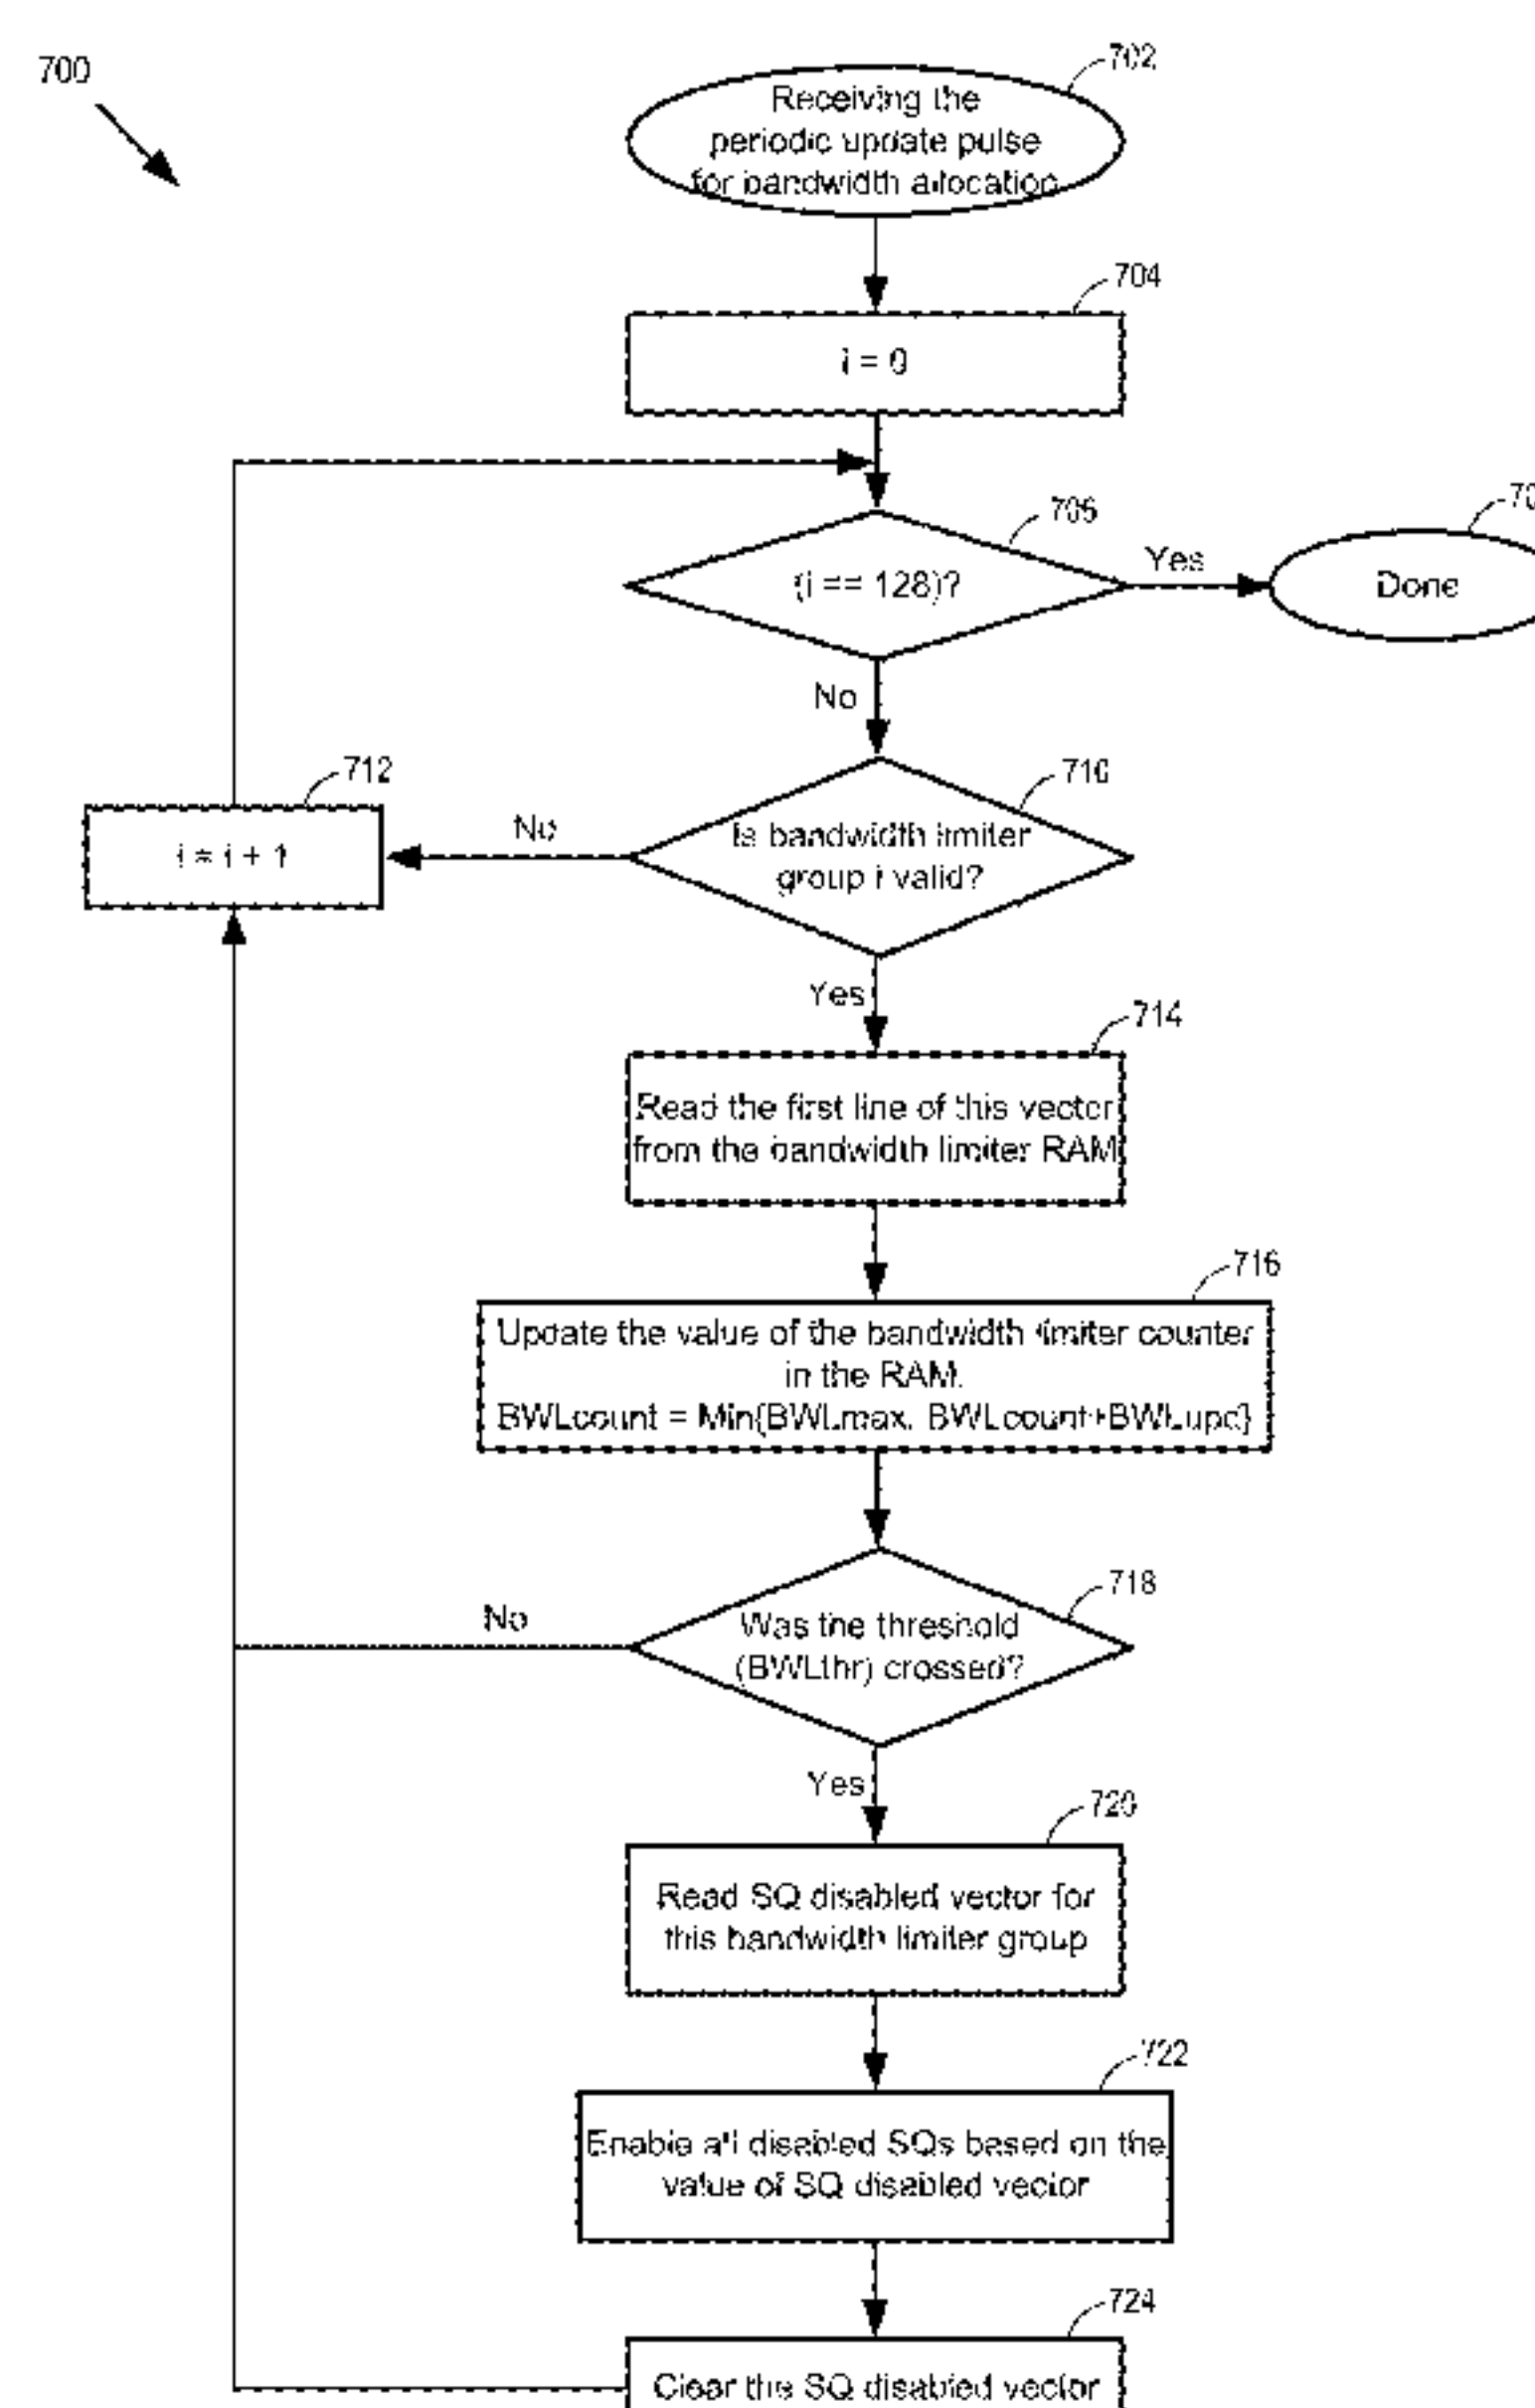 700
702
Receiving the
periodic update pulse
for bandwidth allocation
704
i = 0
706
(i == 128)?
Yes
70
Done
No
710
Is bandwidth limiter
group i valid?
No
712
i = i + 1
Yes
714
Read the first line of this vector
from the bandwidth limiter RAM
716
Update the value of the bandwidth limiter counter
in the RAM.
BWLcount = Min{BWLmax, BWLcount+BWLupd}
718
Was the threshold
(BWLthr) crossed?
No
Yes
720
Read SQ disabled vector for
this bandwidth limiter group
722
Enable all disabled SQs based on the
value of SQ disabled vector
724
Clear the SQ disabled vector